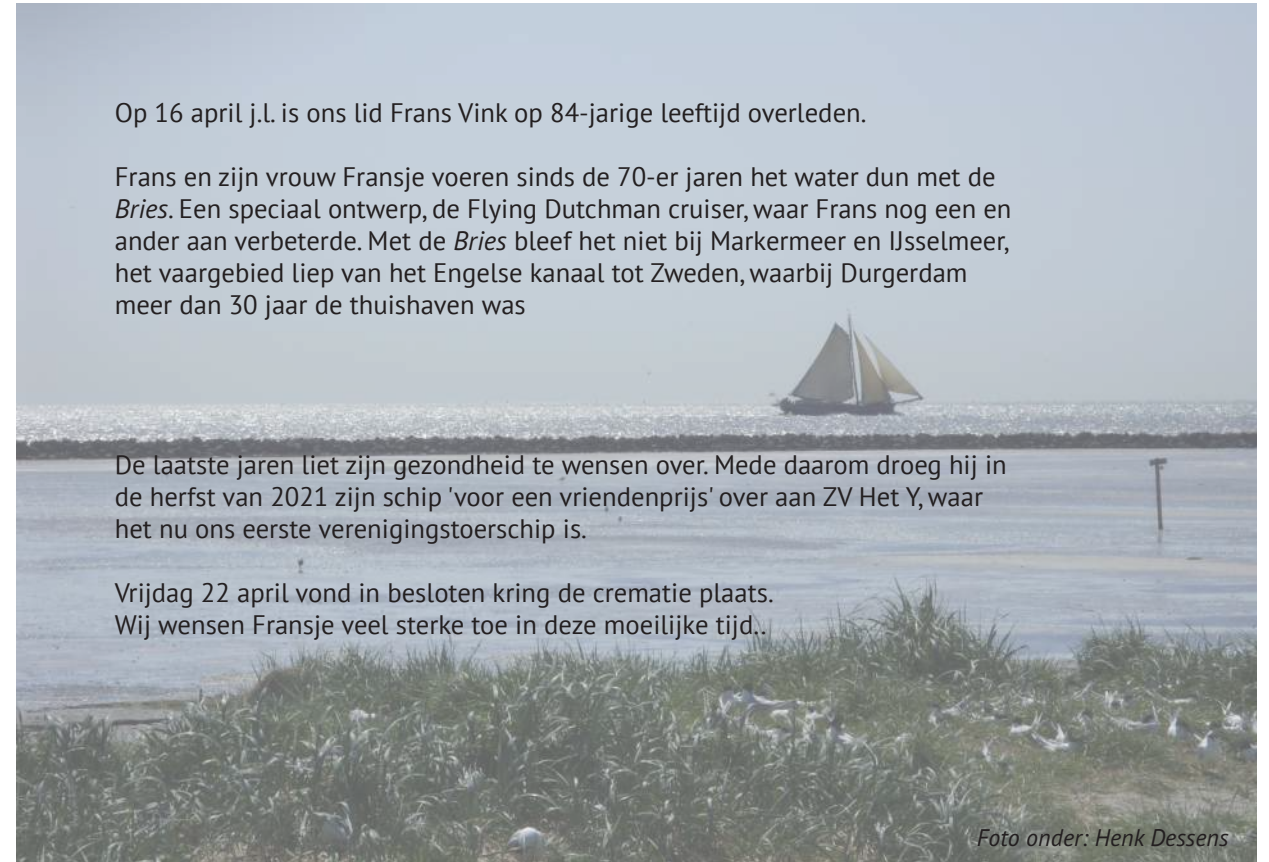 Op 16 april j.l. is ons lid Frans Vink op 84-jarige leeftijd overleden.
Frans en zijn vrouw Fransje voeren sinds de 70-er jaren het water dun met de
Bries. Een speciaal ontwerp, de Flying Dutchman cruiser, waar Frans nog een en
ander aan verbeterde. Met de Bries bleef het niet bij Markermeer en IJsselmeer,
het vaargebied liep van het Engelse kanaal tot Zweden, waarbij Durgerdam
meer dan 30 jaar de thuishaven was
De laatste jaren liet zijn gezondheid te wensen over. Mede daarom droeg hij in
de herfst van 2021 zijn schip 'voor een vriendenprijs' over aan ZV Het Y, waar
het nu ons eerste verenigingstoerschip is.
Vrijdag 22 april vond in besloten kring de crematie plaats.
Wij wensen Fransje veel sterke toe in deze moeilijke tijd..
Foto onder: Henk Dessens